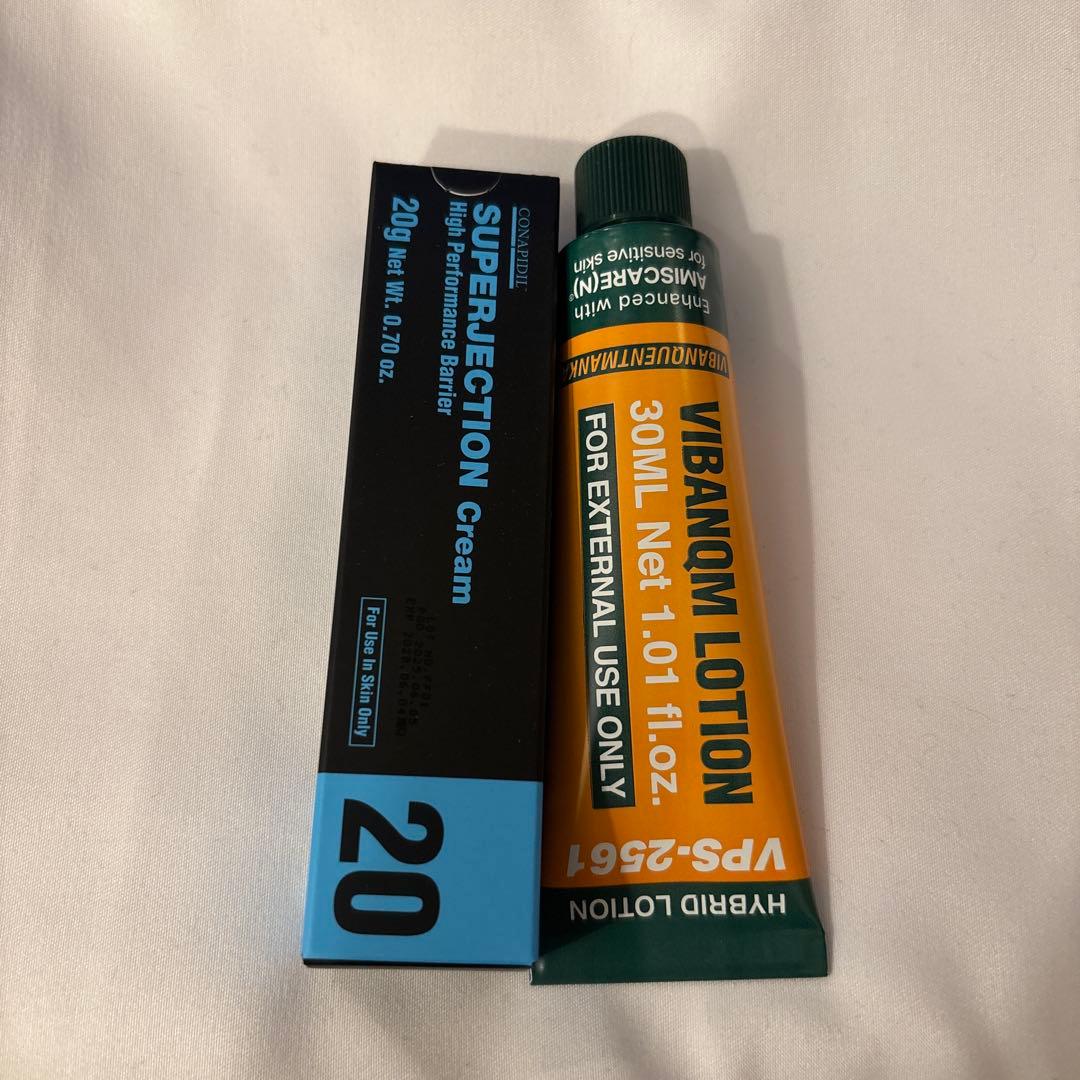 CONAPIDIL
SUPERJECTION Cream
High Performance Barrier
20g Net Wt. 0.70 oz.
For Use In Skin Only
20
Enhanced with
AMISCARE(N)®
for sensitive skin
VIBANQUENTMANKA
VIBANQM LOTION
30ML Net 1.01 fl.oz.
FOR EXTERNAL USE ONLY
VPS-2561
HYBRID LOTION